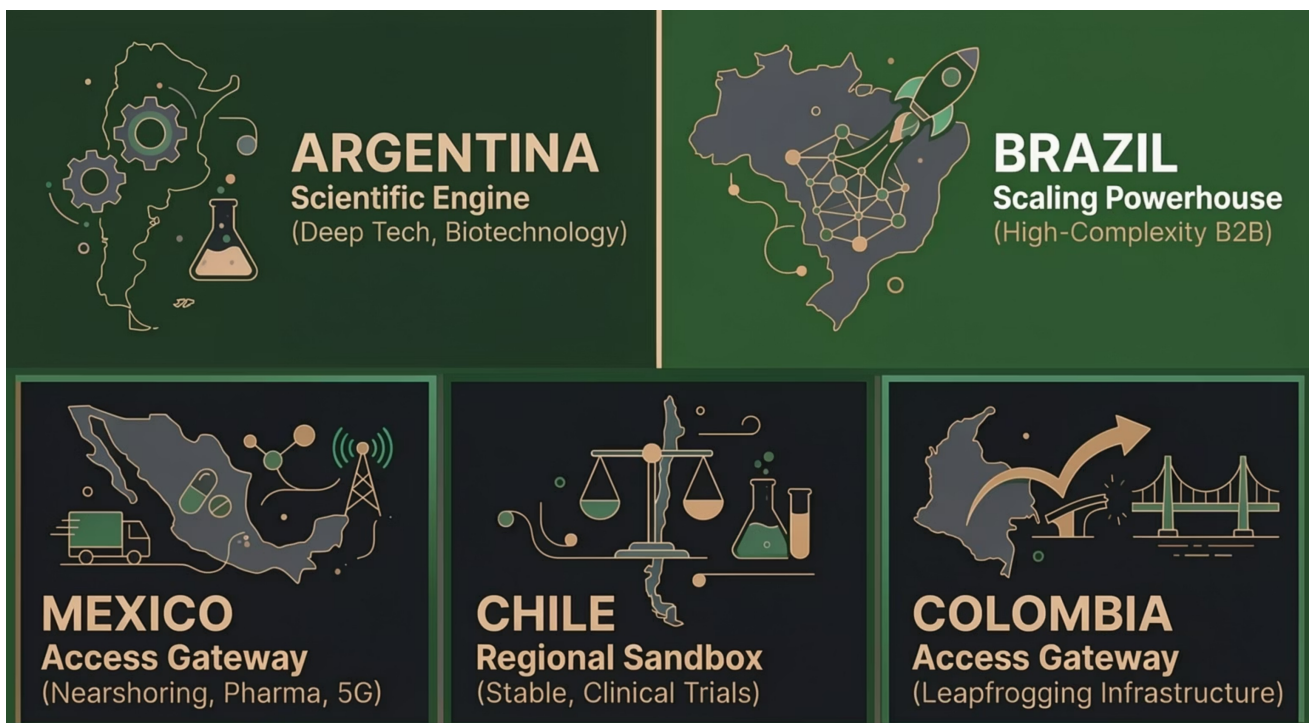 ARGENTINA
Scientific Engine
(Deep Tech, Biotechnology)
BRAZIL
Scaling Powerhouse
(High-Complexity B2B)
MEXICO
Access Gateway
(Nearshoring, Pharma, 5G)
CHILE
Regional Sandbox
(Stable, Clinical Trials)
COLOMBIA
Access Gateway
(Leapfrogging Infrastructure)